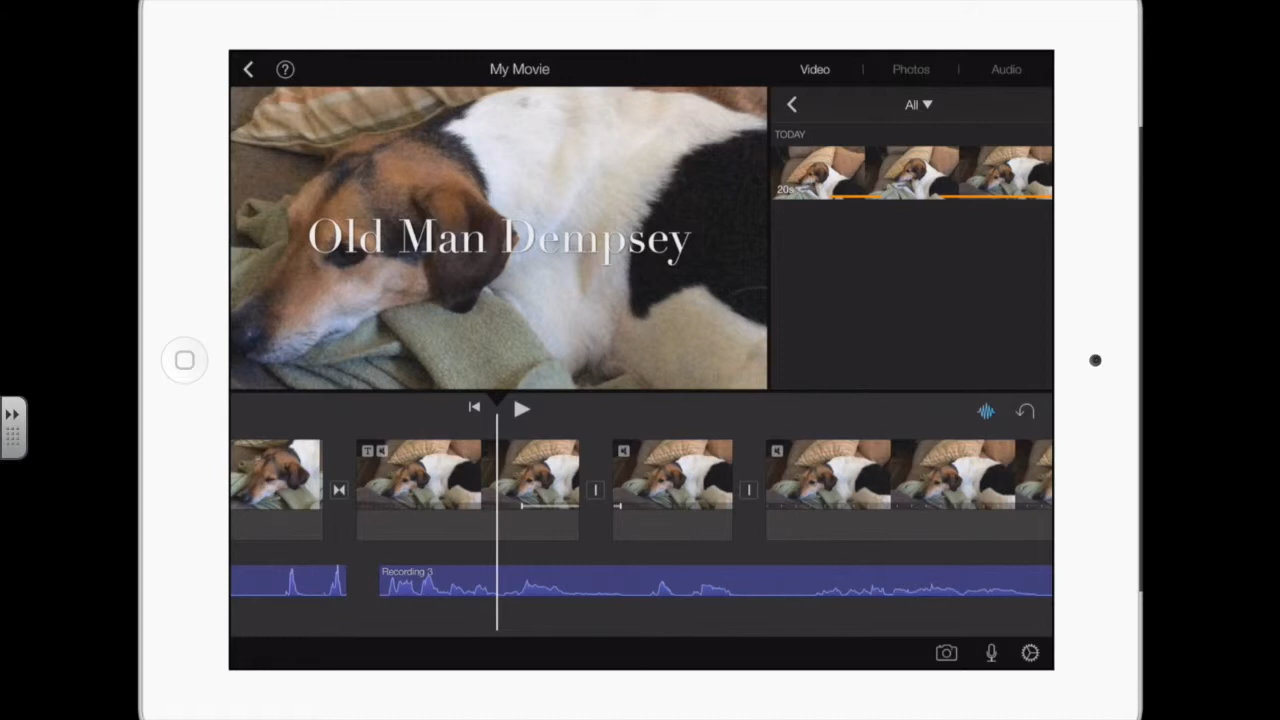 My Movie
Video
Photos
Audio
All ▼
TODAY
20s
Old Man Dempsey
T
Recording 3